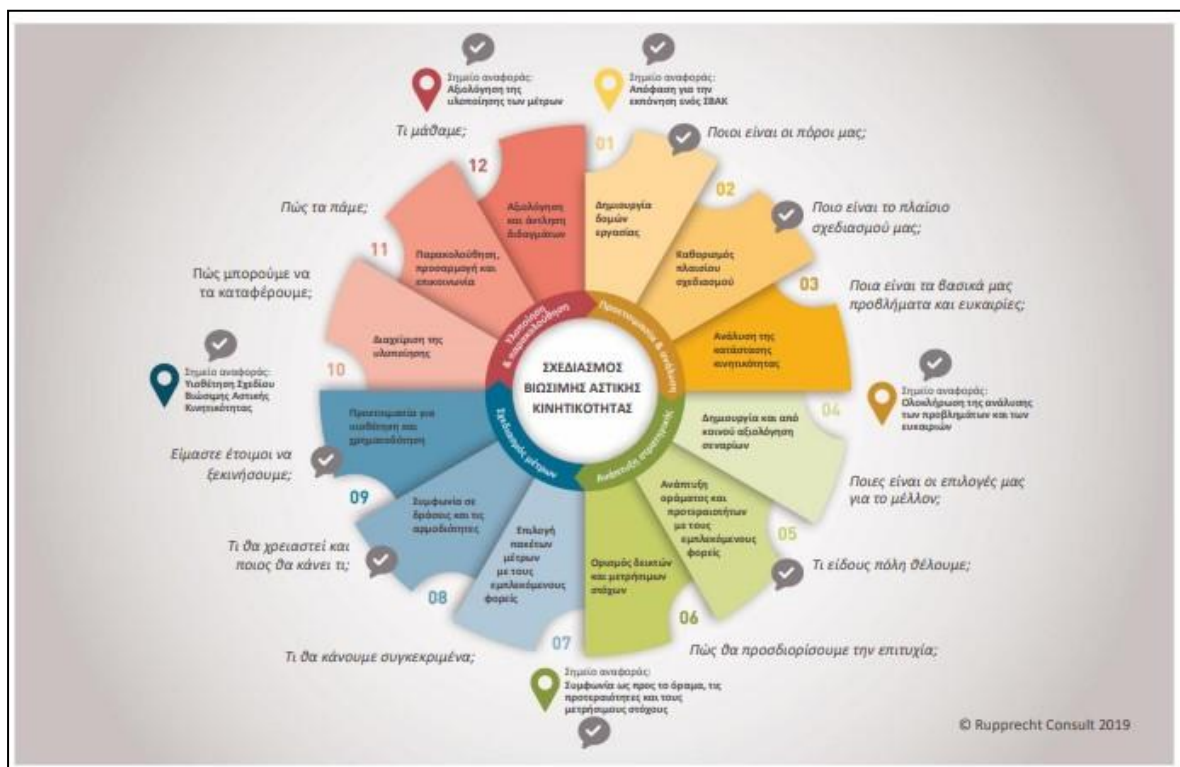 Σημείο αναφοράς:
Αξιολόγηση της
υλοποίησης των μέτρων
Σημείο αναφοράς:
Απόφαση για την
εκπόνηση ενός ΣΒΑΚ
Τι μάθαμε;
Ποιοι είναι οι πόροι μας;
12
01
Αξιολόγηση
και άντληση
διδαγμάτων
Δημιουργία
δομών
εργασίας
02
Ποιο είναι το πλαίσιο
σχεδιασμού μας;
Καθορισμός
πλαισίου
σχεδιασμού
Πώς τα πάμε;
11
Παρακολούθηση,
προσαρμογή και
επικοινωνία
03
Ποια είναι τα βασικά μας
προβλήματα και ευκαιρίες;
Ανάλυση της
κατάστασης
κινητικότητας
Πώς μπορούμε να
τα καταφέρουμε;
10
Διαχείριση της
υλοποίησης
Υλοποίηση
& παρακολούθηση
Προετοιμασία & ανάλυση
ΣΧΕΔΙΑΣΜΟΣ
ΒΙΩΣΙΜΗΣ ΑΣΤΙΚΗΣ
ΚΙΝΗΤΙΚΟΤΗΤΑΣ
Σχεδιασμός μέτρων
Ανάπτυξη στρατηγικής
Σημείο αναφοράς:
Υιοθέτηση Σχεδίου
Βιώσιμης Αστικής
Κινητικότητας
Σημείο αναφοράς:
Ολοκλήρωση της ανάλυσης
των προβλημάτων και των
ευκαιριών
04
Δημιουργία και από
κοινού αξιολόγηση
σεναρίων
Ποιες είναι οι επιλογές μας
για το μέλλον;
Προετοιμασία για
υιοθέτηση και
χρηματοδότηση
Είμαστε έτοιμοι να
ξεκινήσουμε;
09
Συμφωνία σε
δράσεις και τις
αρμοδιότητες
Ανάπτυξη
οράματος και
προτεραιοτήτων
με τους
εμπλεκόμενους
φορείς
05
Τι είδους πόλη θέλουμε;
Τι θα χρειαστεί και
ποιος θα κάνει τι;
08
Επιλογή
πακέτων
μέτρων
με τους
εμπλεκόμενους
φορείς
Ορισμός δεικτών
και μετρήσιμων
στόχων
06
Πώς θα προσδιορίσουμε την επιτυχία;
07
Τι θα κάνουμε συγκεκριμένα;
Σημείο αναφοράς:
Συμφωνία ως προς το όραμα, τις
προτεραιότητες και τους
μετρήσιμους στόχους
© Rupprecht Consult 2019